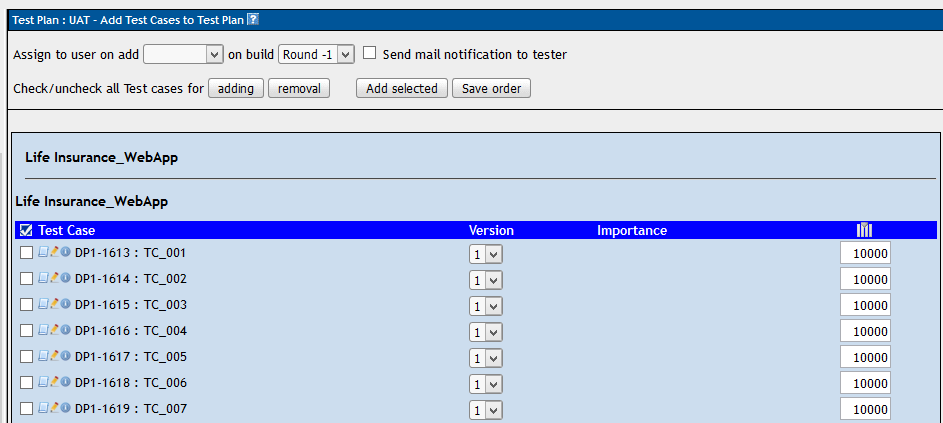 Test Plan : UAT - Add Test Cases to Test Plan ?
Assign to user on add on build Round -1 Send mail notification to tester
Check/uncheck all Test cases for adding removal Add selected Save order
Life Insurance_WebApp
Life Insurance_WebApp
Test Case Version Importance
DP1-1613 : TC_001 1 10000
DP1-1614 : TC_002 1 10000
DP1-1615 : TC_003 1 10000
DP1-1616 : TC_004 1 10000
DP1-1617 : TC_005 1 10000
DP1-1618 : TC_006 1 10000
DP1-1619 : TC_007 1 10000